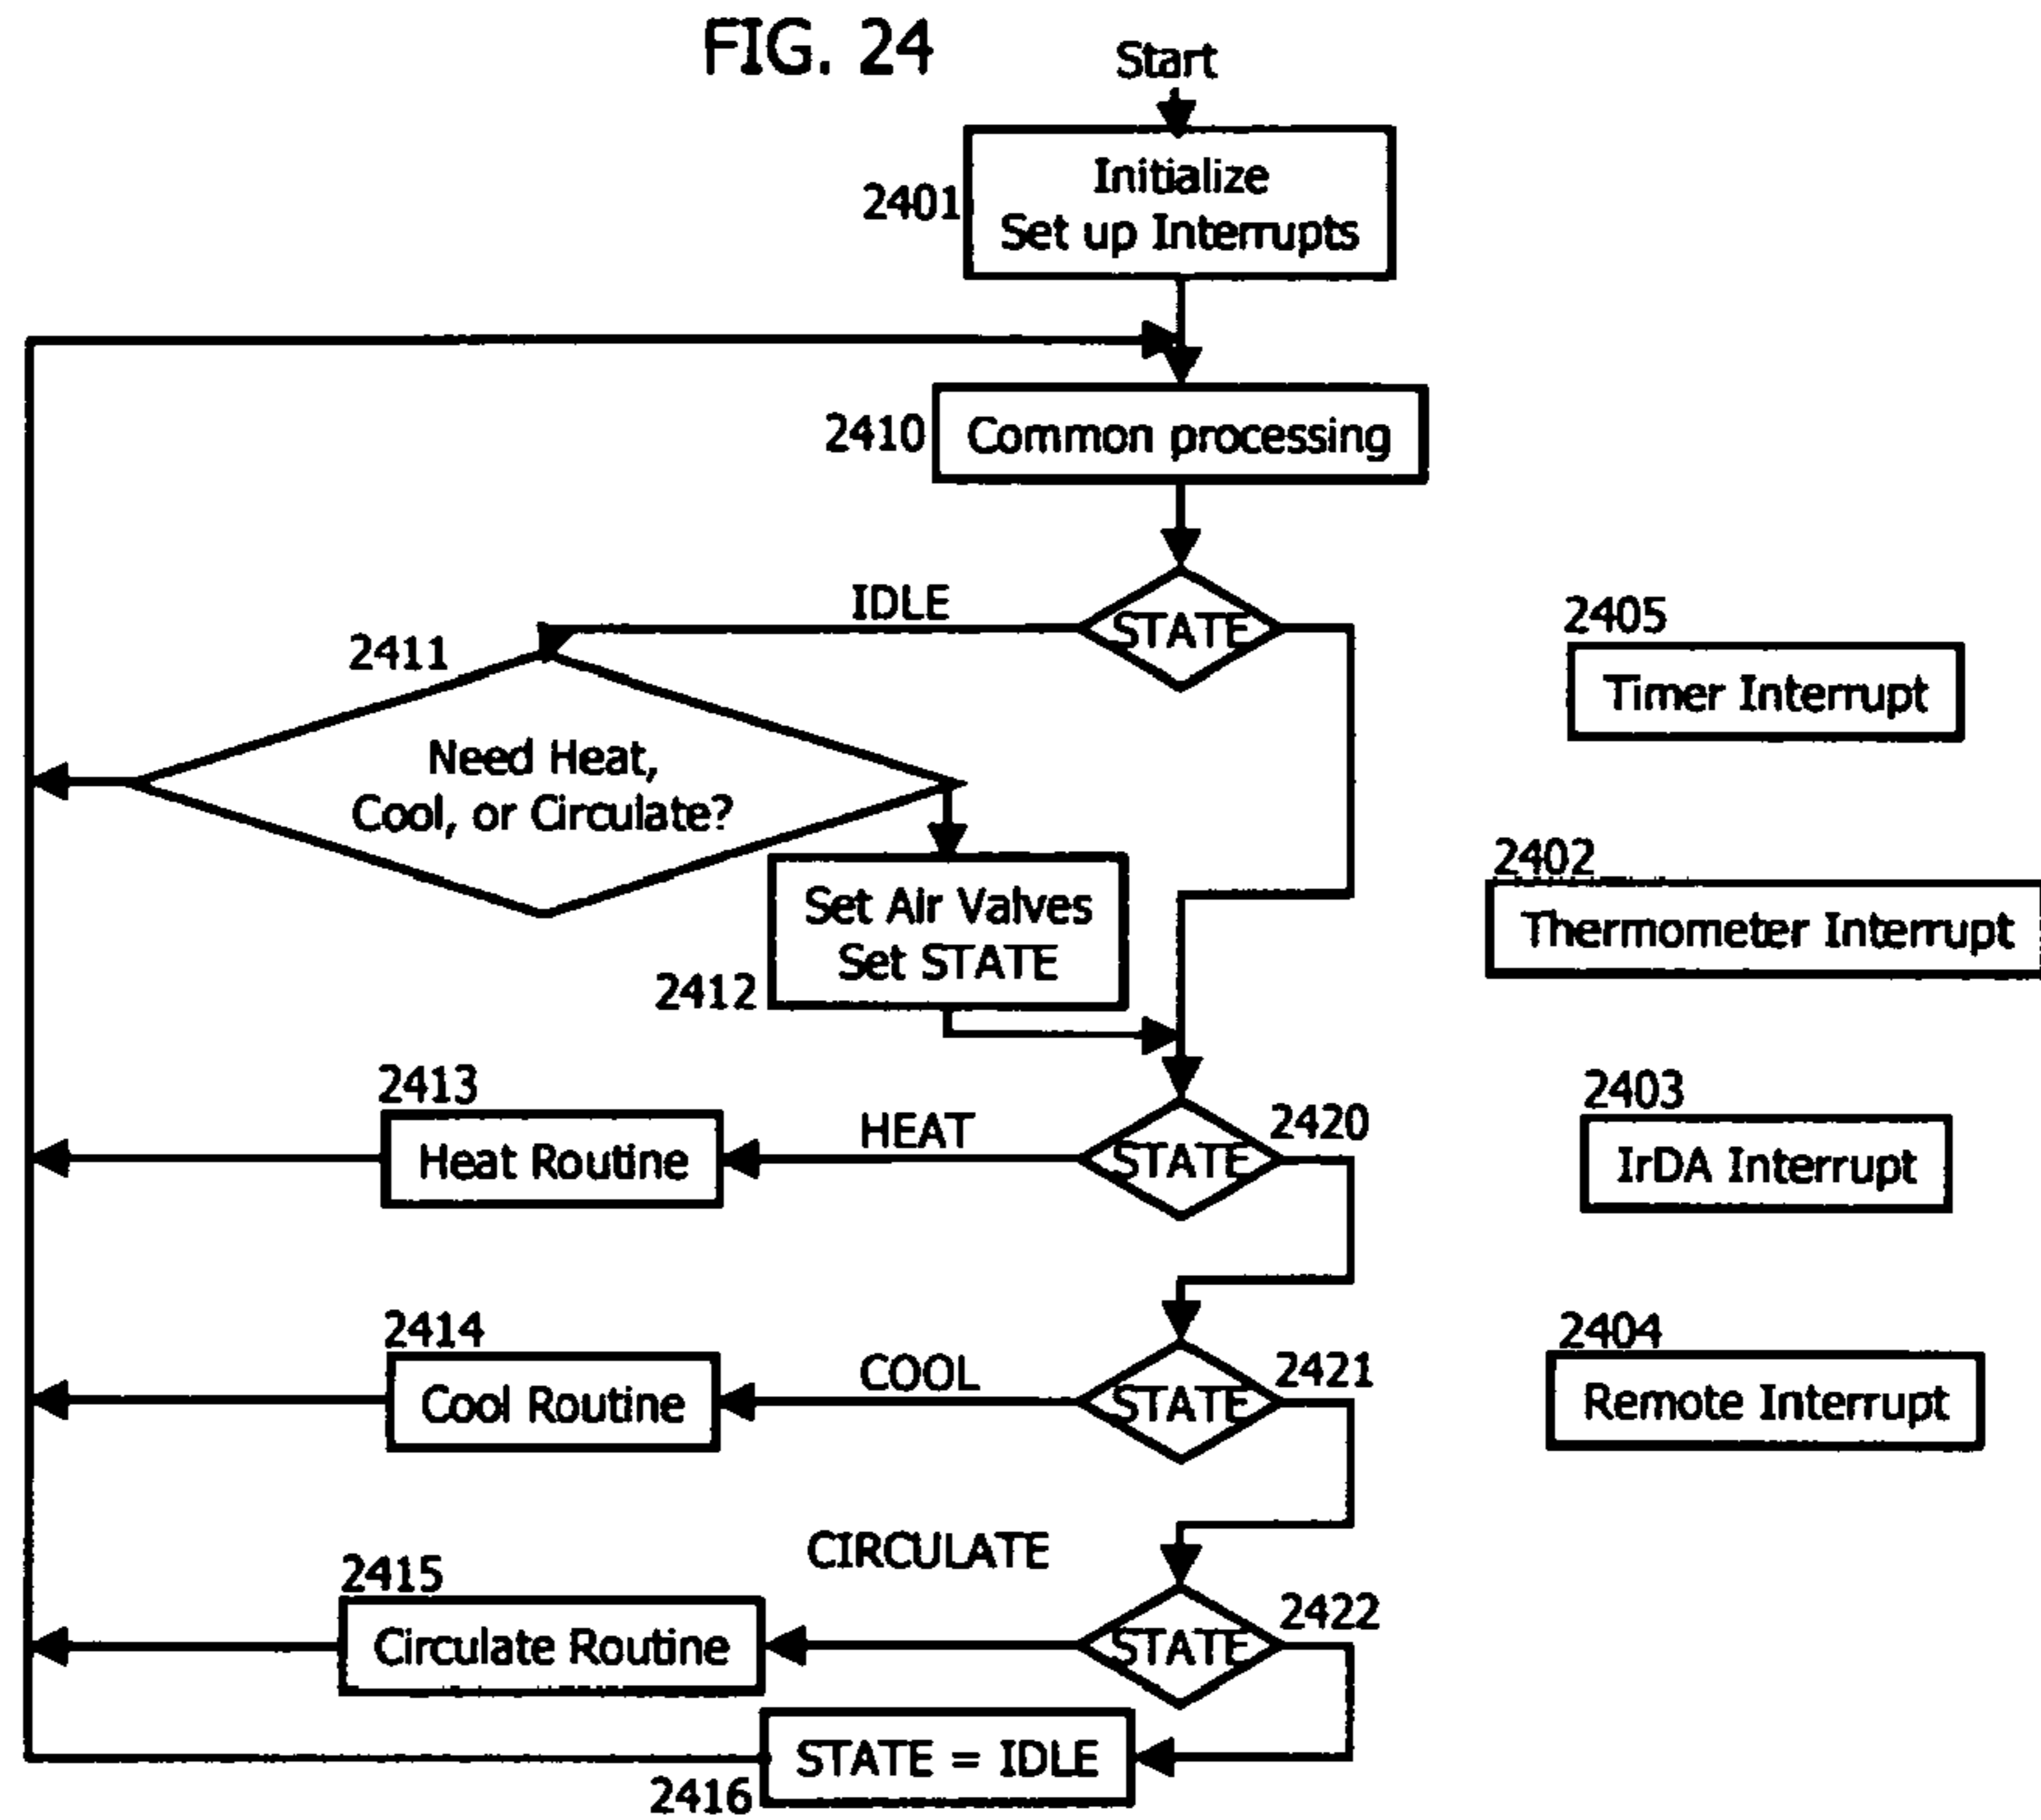 FIG. 24
Start
2401
Initialize
Set up Interrupts
2410
Common processing
IDLE
STATE
2405
Timer Interrupt
2411
Need Heat,
Cool, or Circulate?
2402
Thermometer Interrupt
Set Air Valves
Set STATE
2412
2413
Heat Routine
HEAT
STATE
2420
2403
IrDA Interrupt
2414
Cool Routine
COOL
STATE
2421
2404
Remote Interrupt
CIRCULATE
2415
Circulate Routine
STATE
2422
STATE = IDLE
2416